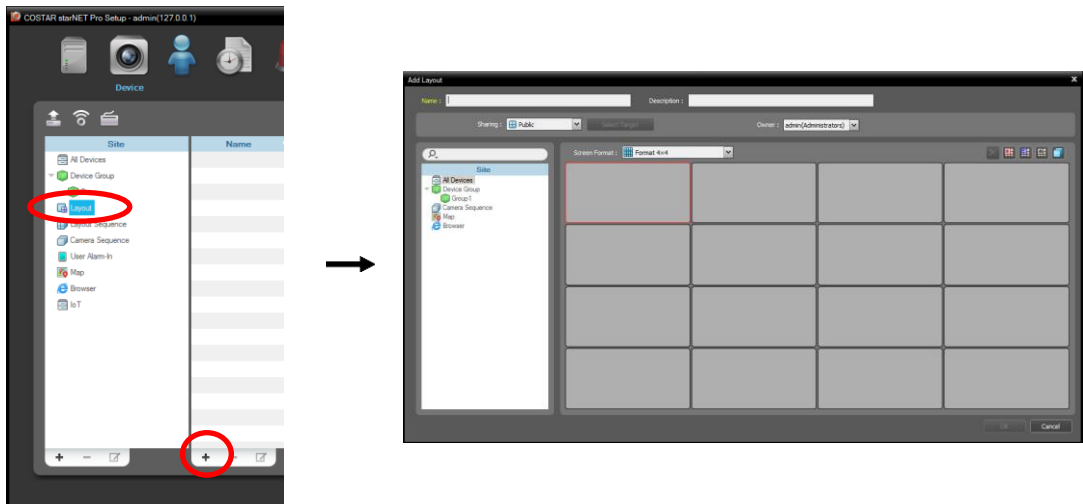 COSTAR starNET Pro Setup - admin(127.0.0.1)
Device
Site
Name
All Devices
Device Group
Layout
Layout Sequence
Camera Sequence
User Alarm-In
Map
Browser
IoT
Add Layout
Name :
Description :
Sharing :
Public
Select Target
Owner :
admin(Administrators)
Site
All Devices
Device Group
Group1
Camera Sequence
Map
Browser
Screen Format :
Format 4×4
OK
Cancel